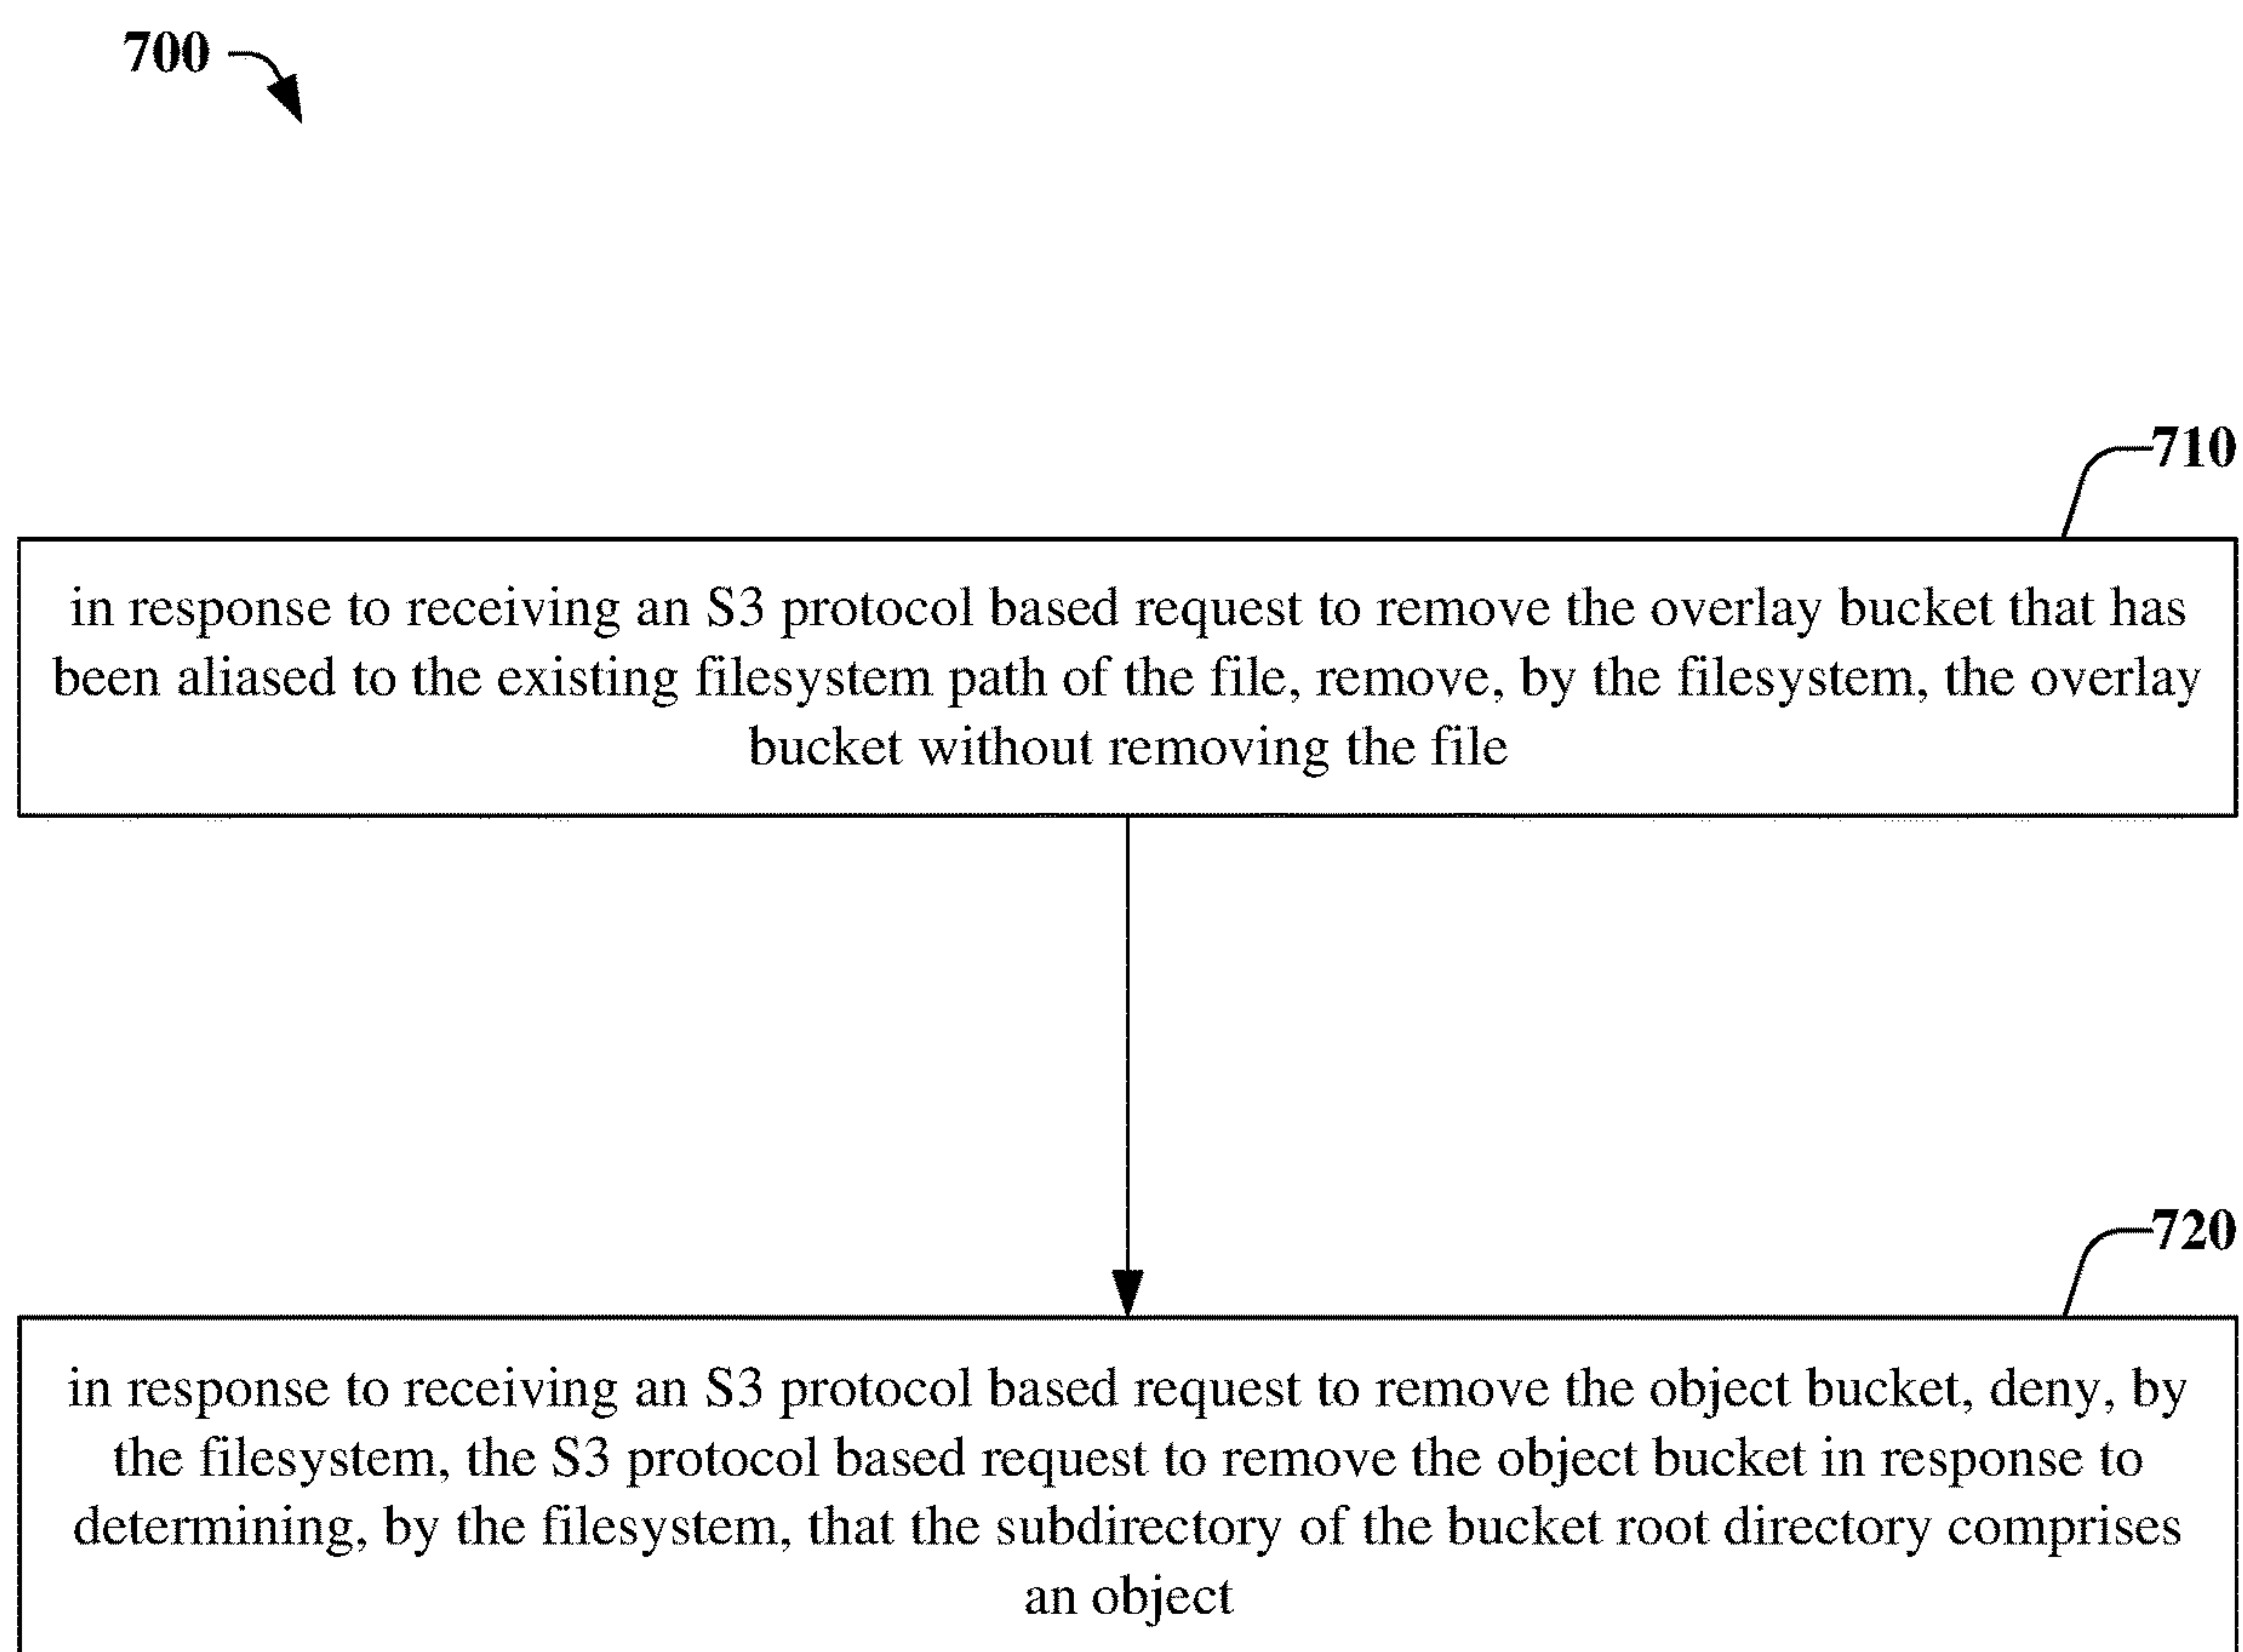 700
710
in response to receiving an S3 protocol based request to remove the overlay bucket that has
been aliased to the existing filesystem path of the file, remove, by the filesystem, the overlay
bucket without removing the file
720
in response to receiving an S3 protocol based request to remove the object bucket, deny, by
the filesystem, the S3 protocol based request to remove the object bucket in response to
determining, by the filesystem, that the subdirectory of the bucket root directory comprises
an object